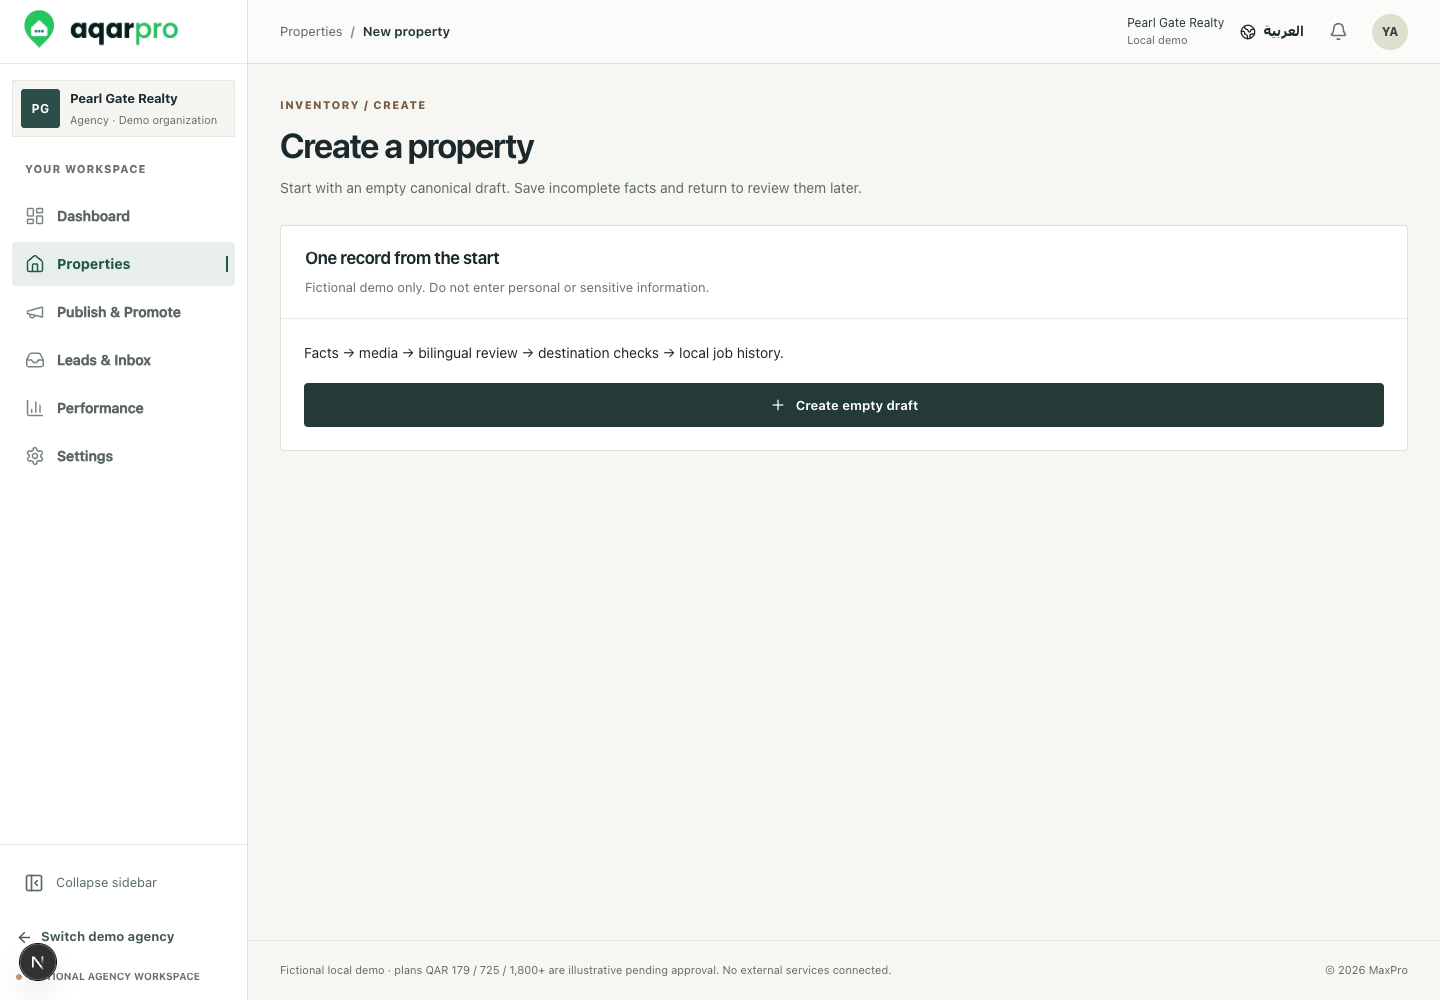 aqarpro
Properties / New property
Pearl Gate Realty
Local demo
العربية
YA
PG
Pearl Gate Realty
Agency · Demo organization
YOUR WORKSPACE
Dashboard
Properties
Publish & Promote
Leads & Inbox
Performance
Settings
Collapse sidebar
Switch demo agency
N
AGENCY WORKSPACE
INVENTORY / CREATE
Create a property
Start with an empty canonical draft. Save incomplete facts and return to review them later.
One record from the start
Fictional demo only. Do not enter personal or sensitive information.
Facts → media → bilingual review → destination checks → local job history.
Create empty draft
Fictional local demo · plans QAR 179 / 725 / 1,800+ are illustrative pending approval. No external services connected.
© 2026 MaxPro